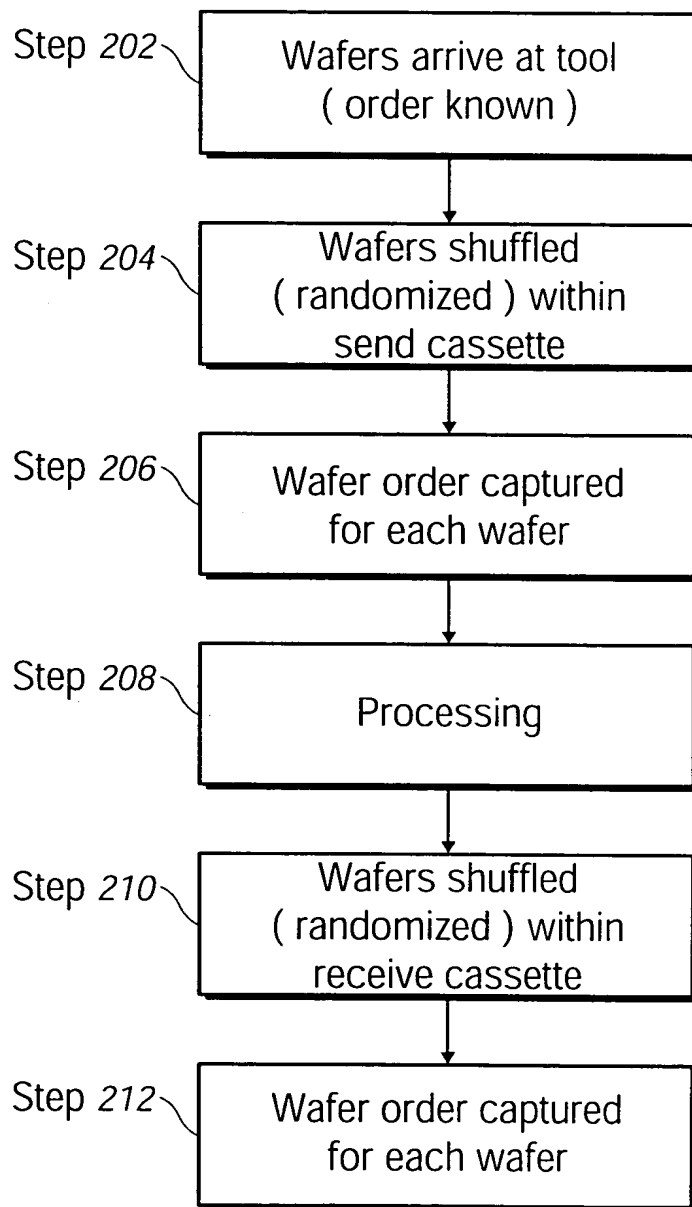 Step 202
Wafers arrive at tool
( order known )
Step 204
Wafers shuffled
( randomized ) within
send cassette
Step 206
Wafer order captured
for each wafer
Step 208
Processing
Step 210
Wafers shuffled
( randomized ) within
receive cassette
Step 212
Wafer order captured
for each wafer